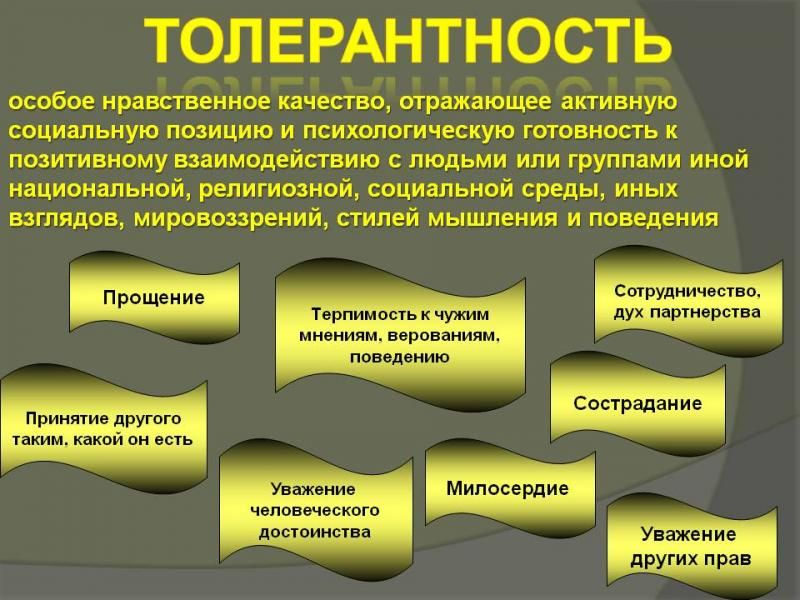 ТОЛЕРАНТНОСТЬ
особое нравственное качество, отражающее активную
социальную позицию и психологическую готовность к
позитивному взаимодействию с людьми или группами иной
национальной, религиозной, социальной среды, иных
взглядов, мировоззрений, стилей мышления и поведения
Прощение
Терпимость к чужим
мнениям, верованиям,
поведению
Сотрудничество,
дух партнерства
Принятие другого
таким, какой он есть
Сострадание
Уважение
человеческого
достоинства
Милосердие
Уважение
других прав